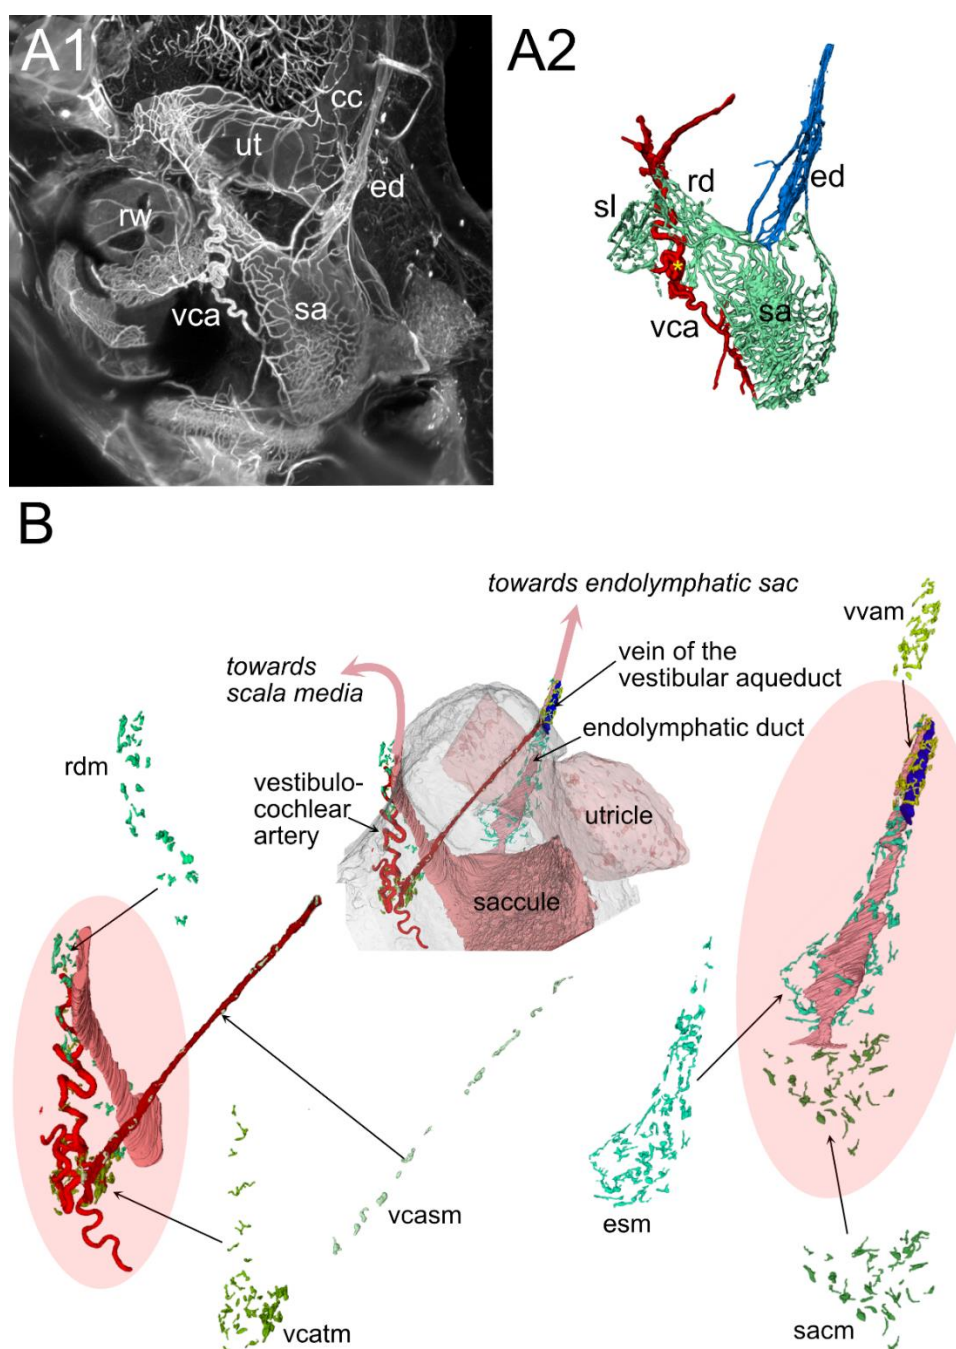 A1
cc
ut
ed
rw
vca
sa
A2
rd
ed
sl
*
sa
vca
B
towards endolymphatic sac
vvam
towards
scala media
vein of the
vestibular aqueduct
endolymphatic duct
rdm
vestibulo-
cochlear
artery
utricle
saccule
vcasm
esm
vcatm
sacm